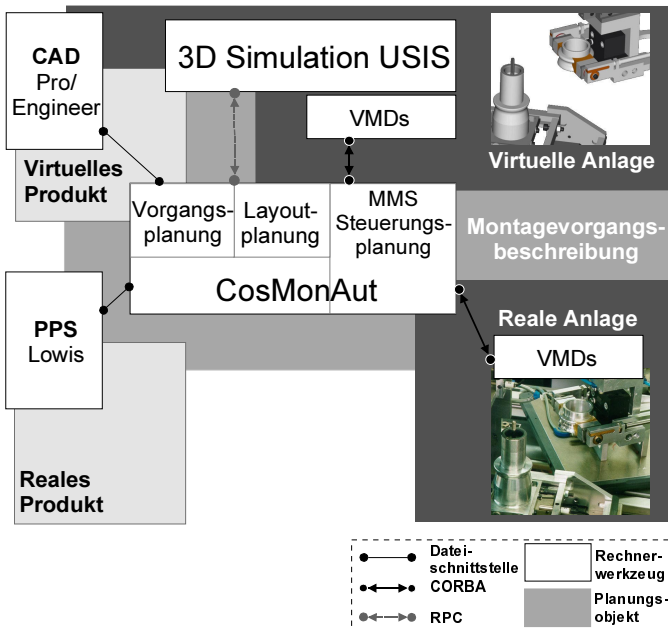 CAD
Pro/
Engineer
3D Simulation USIS
VMDs
Virtuelle Anlage
Virtuelles
Produkt
Vorgangs-
planung
Layout-
planung
MMS
Steuerungs-
planung
CosMonAut
Montagevorgangs-
beschreibung
PPS
Lowis
Reale Anlage
VMDs
Reales
Produkt
Datei-
schnittstelle
CORBA
RPC
Rechner-
werkzeug
Planungs-
objekt